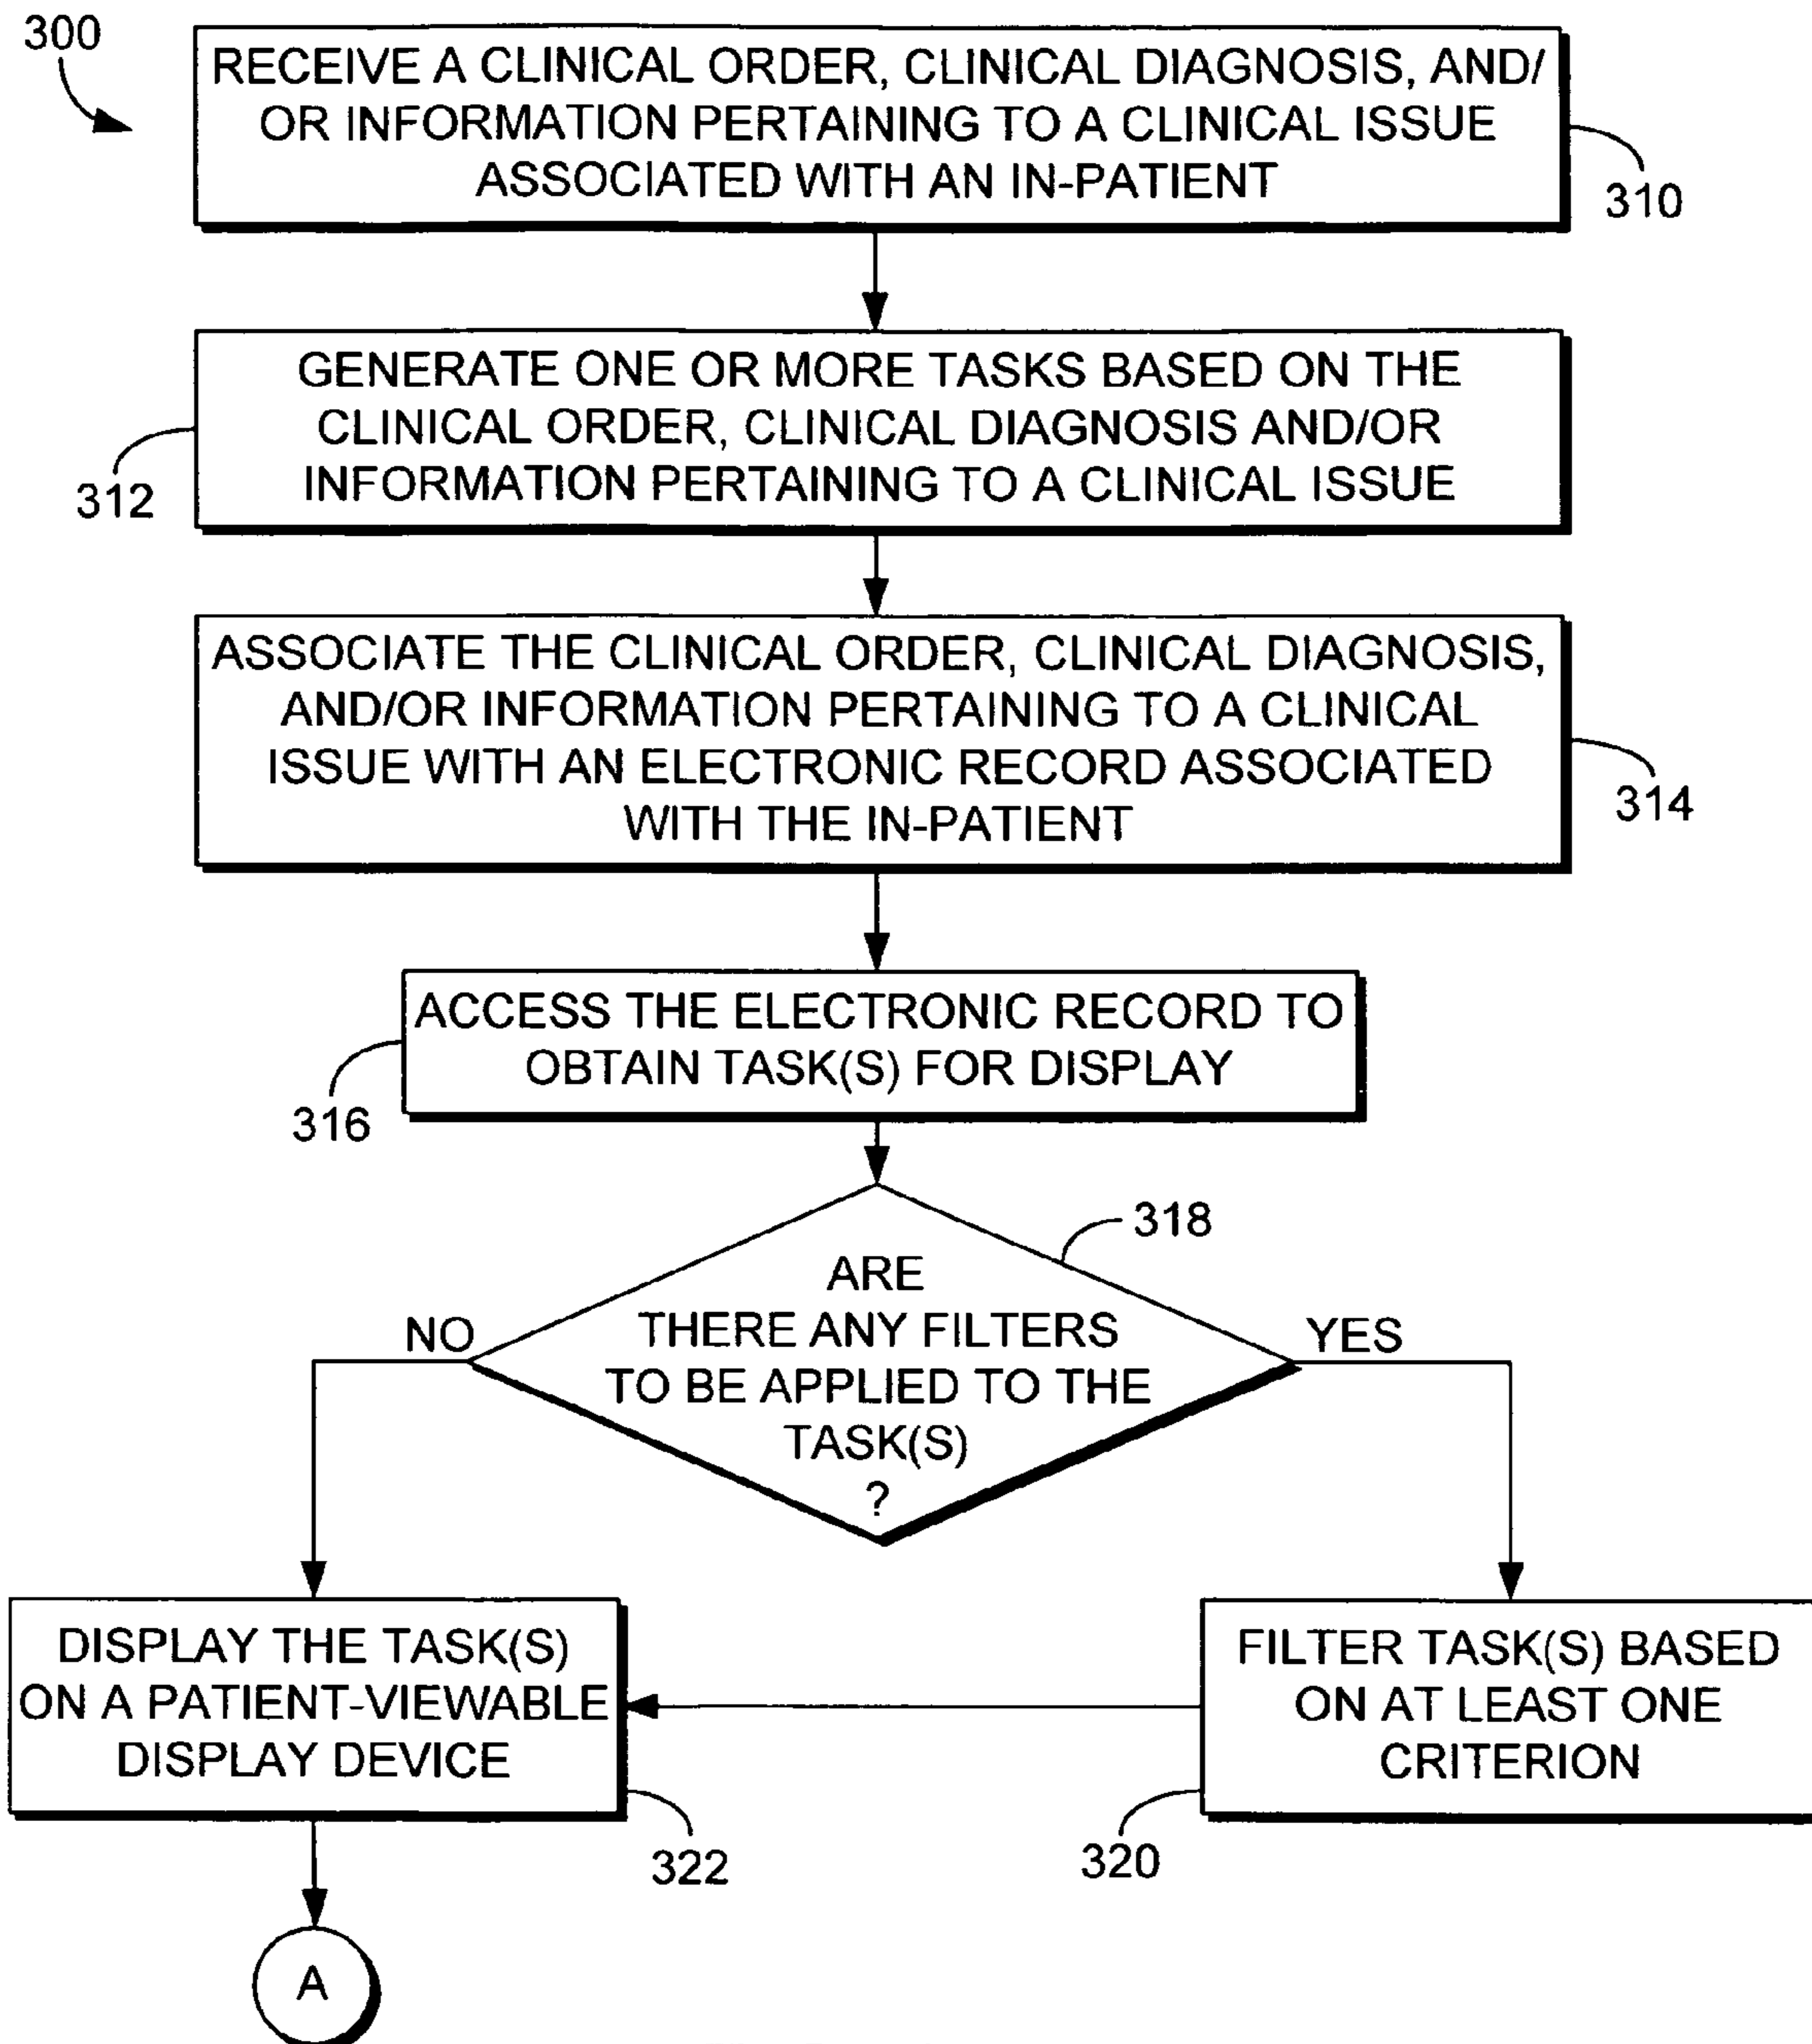 300
RECEIVE A CLINICAL ORDER, CLINICAL DIAGNOSIS, AND/
OR INFORMATION PERTAINING TO A CLINICAL ISSUE
ASSOCIATED WITH AN IN-PATIENT
310
GENERATE ONE OR MORE TASKS BASED ON THE
CLINICAL ORDER, CLINICAL DIAGNOSIS AND/OR
INFORMATION PERTAINING TO A CLINICAL ISSUE
312
ASSOCIATE THE CLINICAL ORDER, CLINICAL DIAGNOSIS,
AND/OR INFORMATION PERTAINING TO A CLINICAL
ISSUE WITH AN ELECTRONIC RECORD ASSOCIATED
WITH THE IN-PATIENT
314
ACCESS THE ELECTRONIC RECORD TO
OBTAIN TASK(S) FOR DISPLAY
316
318
ARE
THERE ANY FILTERS
TO BE APPLIED TO THE
TASK(S)
?
NO
YES
DISPLAY THE TASK(S)
ON A PATIENT-VIEWABLE
DISPLAY DEVICE
322
FILTER TASK(S) BASED
ON AT LEAST ONE
CRITERION
320
A